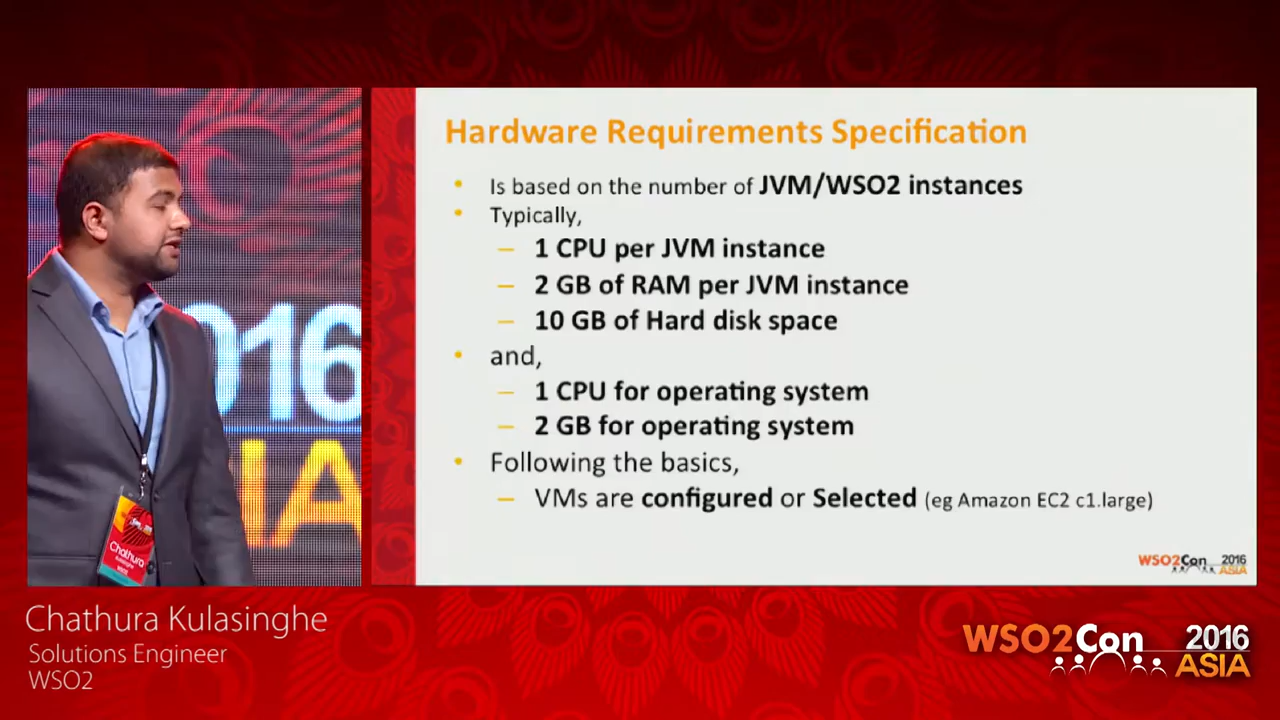 Hardware Requirements Specification
• Is based on the number of JVM/WSO2 instances
• Typically,
– 1 CPU per JVM instance
– 2 GB of RAM per JVM instance
– 10 GB of Hard disk space
• and,
– 1 CPU for operating system
– 2 GB for operating system
• Following the basics,
– VMs are configured or Selected (eg Amazon EC2 c1.large)
WSO2Con 2016
ASIA
016
IA
Chathura
Chathura Kulasinghe
Solutions Engineer
WSO2
WSO2Con 2016
ASIA